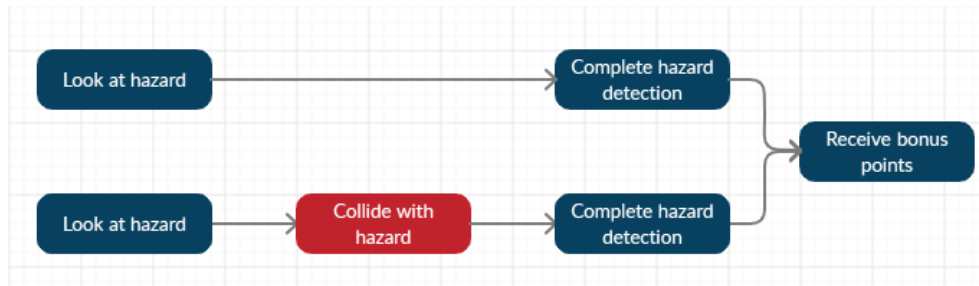 Look at hazard
Complete hazard
detection
Receive bonus
points
Look at hazard
Collide with
hazard
Complete hazard
detection